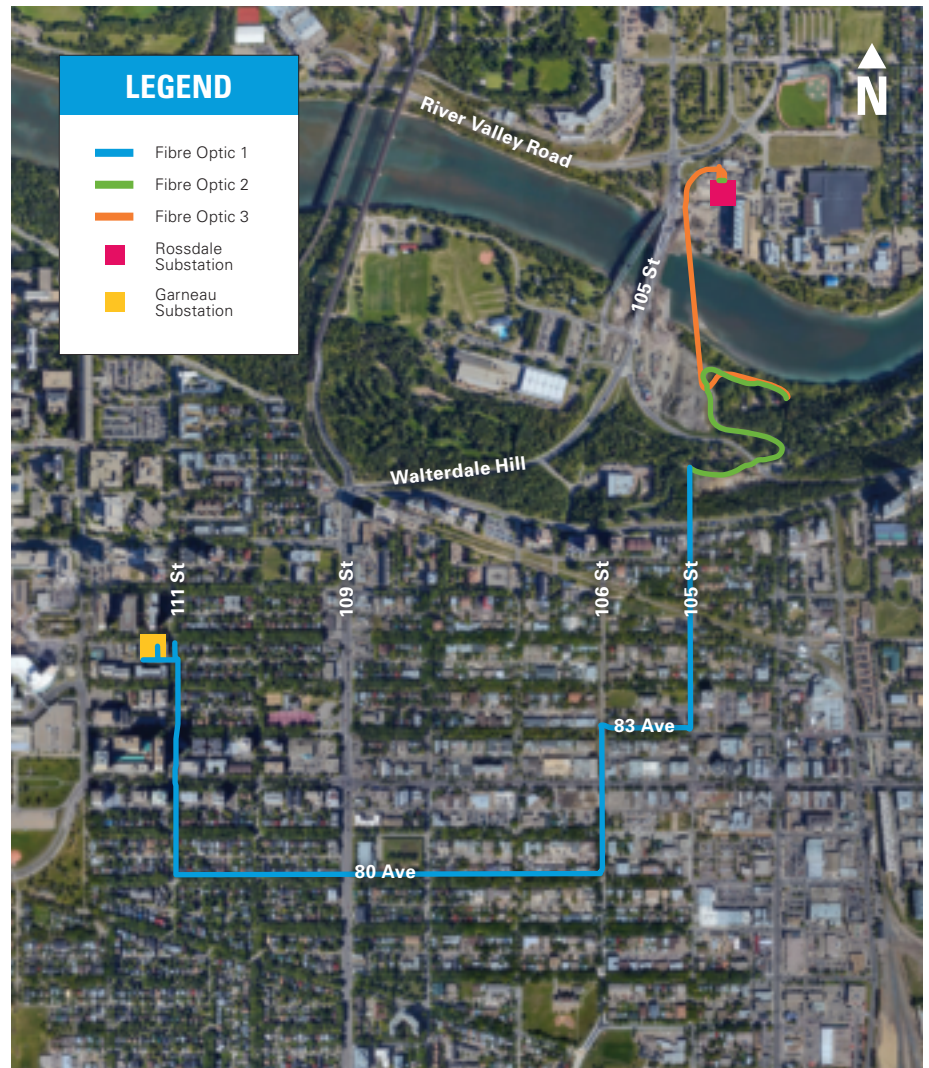 LEGEND
Fibre Optic 1
Fibre Optic 2
Fibre Optic 3
Rossdale
Substation
Garneau
Substation
N
River Valley Road
105 St
Walterdale Hill
111 St
109 St
106 St
105 St
83 Ave
80 Ave